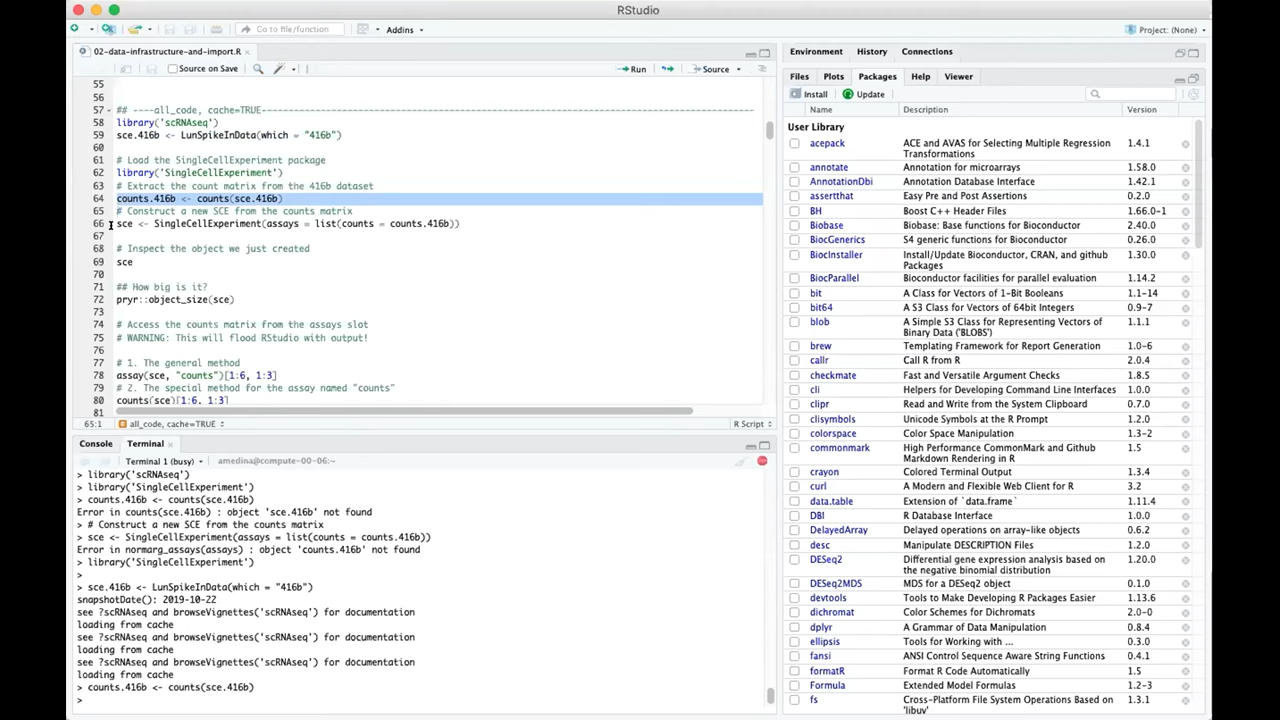 RStudio
Go to file/function
Addins
Project: (None)
02-data-infrastructure-and-import.R
Source on Save
Run
Source
55
56
57 ## ----all_code, cache=TRUE----
58 library('scRNAseq')
59 sce.416b <- LunSpikeInData(which = "416b")
60
61 # Load the SingleCellExperiment package
62 library('SingleCellExperiment')
63 # Extract the count matrix from the 416b dataset
64 counts.416b <- counts(sce.416b)
65 # Construct a new SCE from the counts matrix
66 sce <- SingleCellExperiment(assays = list(counts = counts.416b))
67
68 # Inspect the object we just created
69 sce
70
71 ## How big is it?
72 pryr::object_size(sce)
73
74 # Access the counts matrix from the assays slot
75 # WARNING: This will flood RStudio with output!
76
77 # 1. The general method
78 assay(sce, "counts")[1:6, 1:3]
79 # 2. The special method for the assay named "counts"
80 counts(sce)[1:6, 1:3]
81
65:1
all_code, cache=TRUE
R Script
Console
Terminal
Terminal 1 (busy)
amedina@compute-00-06:~
> library('scRNAseq')
> library('SingleCellExperiment')
> counts.416b <- counts(sce.416b)
Error in counts(sce.416b) : object 'sce.416b' not found
> # Construct a new SCE from the counts matrix
> sce <- SingleCellExperiment(assays = list(counts = counts.416b))
Error in normarg_assays(assays) : object 'counts.416b' not found
> library('SingleCellExperiment')
>
> sce.416b <- LunSpikeInData(which = "416b")
snapshotDate(): 2019-10-22
see ?scRNAseq and browseVignettes('scRNAseq') for documentation
loading from cache
see ?scRNAseq and browseVignettes('scRNAseq') for documentation
loading from cache
see ?scRNAseq and browseVignettes('scRNAseq') for documentation
loading from cache
> counts.416b <- counts(sce.416b)
>
Environment
History
Connections
Files
Plots
Packages
Help
Viewer
Install
Update
Name Description Version
User Library
acepack ACE and AVAS for Selecting Multiple Regression 1.4.1
Transformations
annotate Annotation for microarrays 1.58.0
AnnotationDbi Annotation Database Interface 1.42.1
assertthat Easy Pre and Post Assertions 0.2.0
BH Boost C++ Header Files 1.66.0-1
Biobase Biobase: Base functions for Bioconductor 2.40.0
BiocGenerics S4 generic functions for Bioconductor 0.26.0
BiocInstaller Install/Update Bioconductor, CRAN, and github 1.30.0
Packages
BiocParallel Bioconductor facilities for parallel evaluation 1.14.2
bit A Class for Vectors of 1-Bit Booleans 1.1-14
bit64 A S3 Class for Vectors of 64bit Integers 0.9-7
blob A Simple S3 Class for Representing Vectors of 1.1.1
Binary Data ('BLOBS')
brew Templating Framework for Report Generation 1.0-6
callr Call R from R 2.0.4
checkmate Fast and Versatile Argument Checks 1.8.5
cli Helpers for Developing Command Line Interfaces 1.0.0
clipr Read and Write from the System Clipboard 0.7.0
clisymbols Unicode Symbols at the R Prompt 1.2.0
colorspace Color Space Manipulation 1.3-2
commonmark High Performance CommonMark and Github 1.5
Markdown Rendering in R
crayon Colored Terminal Output 1.3.4
curl A Modern and Flexible Web Client for R 3.2
data.table Extension of `data.frame` 1.11.4
DBI R Database Interface 1.0.0
DelayedArray Delayed operations on array-like objects 0.6.2
desc Manipulate DESCRIPTION Files 1.2.0
DESeq2 Differential gene expression analysis based on 1.20.0
the negative binomial distribution
DESeq2MDS MDS for a DESeq2 object 0.1.0
devtools Tools to Make Developing R Packages Easier 1.13.6
dichromat Color Schemes for Dichromats 2.0-0
dplyr A Grammar of Data Manipulation 0.8.4
ellipsis Tools for Working with ... 0.3.0
fansi ANSI Control Sequence Aware String Functions 0.4.1
formatR Format R Code Automatically 1.5
Formula Extended Model Formulas 1.2-3
fs Cross-Platform File System Operations Based on 1.3.1
'libuv'